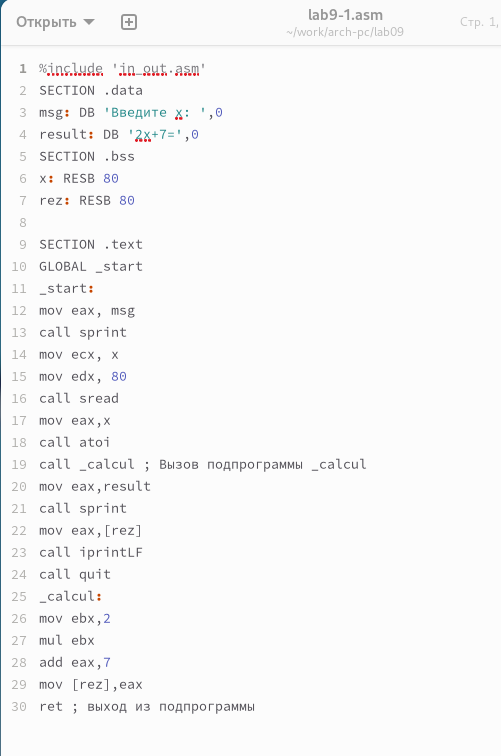 Открыть
lab9-1.asm
~/work/arch-pc/lab09
Стр. 1,
1 %include 'in_out.asm'
2 SECTION .data
3 msg: DB 'Введите x: ',0
4 result: DB '2x+7=',0
5 SECTION .bss
6 x: RESB 80
7 rez: RESB 80
8
9 SECTION .text
10 GLOBAL _start
11 _start:
12 mov eax, msg
13 call sprint
14 mov ecx, x
15 mov edx, 80
16 call sread
17 mov eax,x
18 call atoi
19 call _calcul ; Вызов подпрограммы _calcul
20 mov eax,result
21 call sprint
22 mov eax,[rez]
23 call iprintLF
24 call quit
25 _calcul:
26 mov ebx,2
27 mul ebx
28 add eax,7
29 mov [rez],eax
30 ret ; выход из подпрограммы